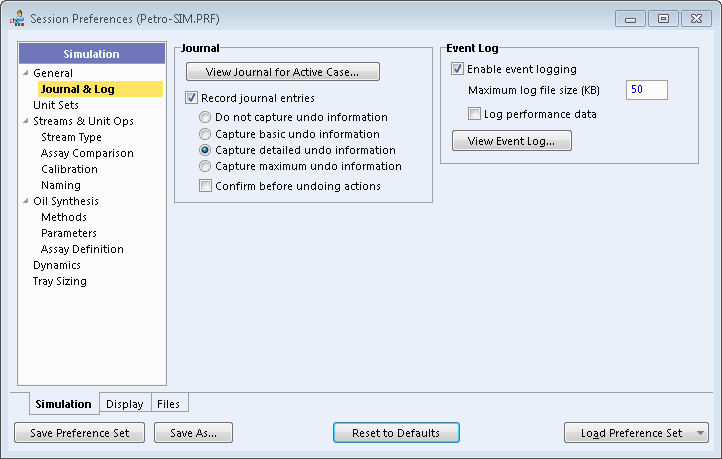 Session Preferences (Petro-SIM.PRF)
Simulation
General
Journal & Log
Unit Sets
Streams & Unit Ops
Stream Type
Assay Comparison
Calibration
Naming
Oil Synthesis
Methods
Parameters
Assay Definition
Dynamics
Tray Sizing
Journal
View Journal for Active Case...
Record journal entries
Do not capture undo information
Capture basic undo information
Capture detailed undo information
Capture maximum undo information
Confirm before undoing actions
Event Log
Enable event logging
Maximum log file size (KB) 50
Log performance data
View Event Log...
Simulation Display Files
Save Preference Set Save As... Reset to Defaults Load Preference Set